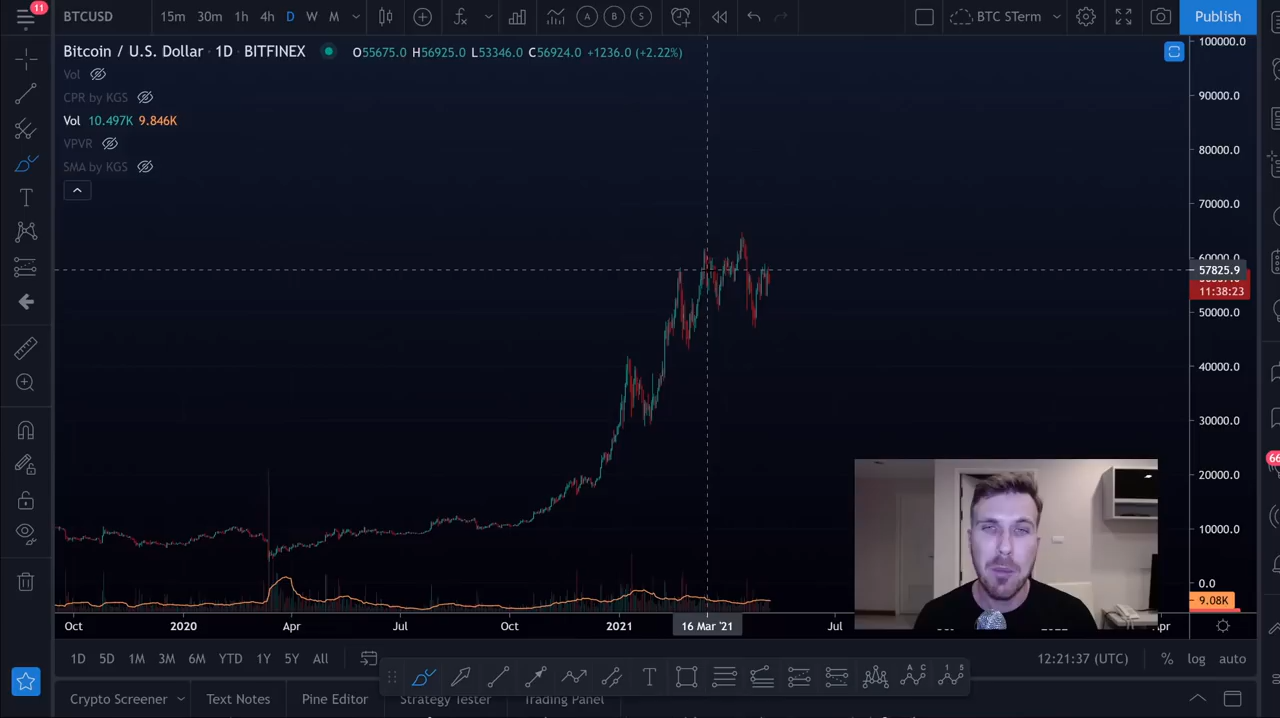 11
BTCUSD 15m 30m 1h 4h D W M A B S BTC STerm Publish
Bitcoin / U.S. Dollar · 1D · BITFINEX O55675.0 H56925.0 L53346.0 C56924.0 +1236.0 (+2.22%)
Vol
CPR by KGS
Vol 10.497K 9.846K
VPVR
SMA by KGS
100000.0
90000.0
80000.0
70000.0
60000.0
57825.9
11:38:23
50000.0
40000.0
30000.0
20000.0
10000.0
0.0
9.08K
66
Oct 2020 Apr Jul Oct 2021 16 Mar '21 Jul Apr
1D 5D 1M 3M 6M YTD 1Y 5Y All 12:21:37 (UTC) % log auto
T A C 1 5
Crypto Screener Text Notes Pine Editor Strategy Tester Trading Panel